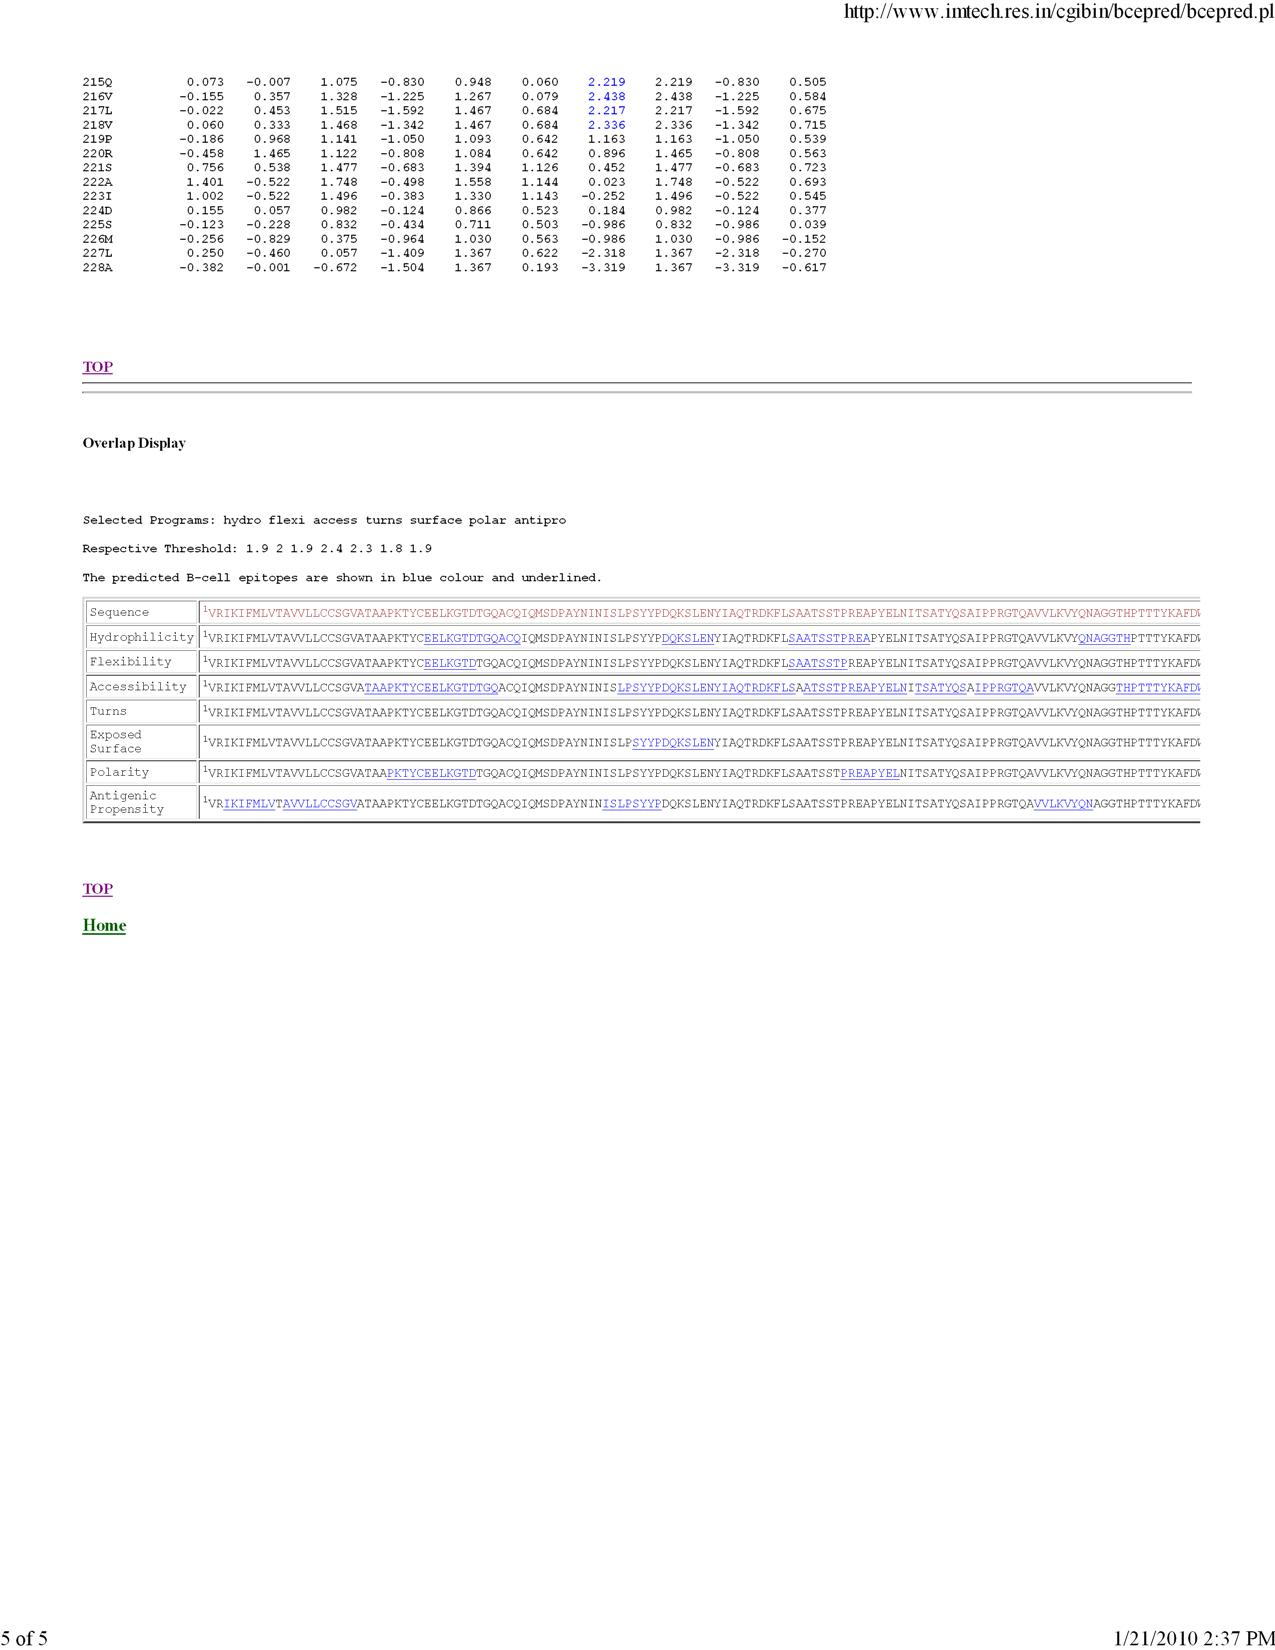 http://www.imtech.res.in/cgibin/bcepred/bcepred.pl
215Q 0.073 -0.007 1.075 -0.830 0.948 0.060 2.219 2.219 -0.830 0.505
216V -0.155 0.357 1.328 -1.225 1.267 0.079 2.438 2.438 -1.225 0.584
217L -0.022 0.453 1.515 -1.592 1.467 0.684 2.217 2.217 -1.592 0.675
218V 0.060 0.333 1.468 -1.342 1.467 0.684 2.336 2.336 -1.342 0.715
219P -0.186 0.968 1.141 -1.050 1.093 0.642 1.163 1.163 -1.050 0.539
220R -0.458 1.465 1.122 -0.808 1.084 0.642 0.896 1.465 -0.808 0.563
221S 0.756 0.538 1.477 -0.683 1.394 1.126 0.452 1.477 -0.683 0.723
222A 1.401 -0.522 1.748 -0.498 1.558 1.144 0.023 1.748 -0.522 0.693
223I 1.002 -0.522 1.496 -0.383 1.330 1.143 -0.252 1.496 -0.522 0.545
224D 0.155 0.057 0.982 -0.124 0.866 0.523 0.184 0.982 -0.124 0.377
225S -0.123 -0.228 0.832 -0.434 0.711 0.503 -0.986 0.832 -0.986 0.039
226M -0.256 -0.829 0.375 -0.964 1.030 0.563 -0.986 1.030 -0.986 -0.152
227L 0.250 -0.460 0.057 -1.409 1.367 0.622 -2.318 1.367 -2.318 -0.270
228A -0.382 -0.001 -0.672 -1.504 1.367 0.193 -3.319 1.367 -3.319 -0.617
TOP
Overlap Display
Selected Programs: hydro flexi access turns surface polar antipro
Respective Threshold: 1.9 2 1.9 2.4 2.3 1.8 1.9
The predicted B-cell epitopes are shown in blue colour and underlined.
Sequence 1VRIKIFMLVTAVVLLCCSGVATAAPKTYCEELKGTDTGQACQIQMSDPAYNINISLPSYYPDQKSLENYIAQTRDKFLSAATSSTPREAPYELNITSATYQSAIPPRGTQAVVLKVYQNAGGTHPTTTYKAFDW
Hydrophilicity 1VRIKIFMLVTAVVLLCCSGVATAAPKTYCEELKGTDTGQACQIQMSDPAYNINISLPSYYPDQKSLENYIAQTRDKFLSAATSSTPREAPYELNITSATYQSAIPPRGTQAVVLKVYQNAGGTHPTTTYKAFDW
Flexibility 1VRIKIFMLVTAVVLLCCSGVATAAPKTYCEELKGTDTGQACQIQMSDPAYNINISLPSYYPDQKSLENYIAQTRDKFLSAATSSTPREAPYELNITSATYQSAIPPRGTQAVVLKVYQNAGGTHPTTTYKAFDW
Accessibility 1VRIKIFMLVTAVVLLCCSGVATAAPKTYCEELKGTDTGQACQIQMSDPAYNINISLPSYYPDQKSLENYIAQTRDKFLSAATSSTPREAPYELNITSATYQSAIPPRGTQAVVLKVYQNAGGTHPTTTYKAFDW
Turns 1VRIKIFMLVTAVVLLCCSGVATAAPKTYCEELKGTDTGQACQIQMSDPAYNINISLPSYYPDQKSLENYIAQTRDKFLSAATSSTPREAPYELNITSATYQSAIPPRGTQAVVLKVYQNAGGTHPTTTYKAFDW
Exposed
Surface 1VRIKIFMLVTAVVLLCCSGVATAAPKTYCEELKGTDTGQACQIQMSDPAYNINISLPSYYPDQKSLENYIAQTRDKFLSAATSSTPREAPYELNITSATYQSAIPPRGTQAVVLKVYQNAGGTHPTTTYKAFDW
Polarity 1VRIKIFMLVTAVVLLCCSGVATAAPKTYCEELKGTDTGQACQIQMSDPAYNINISLPSYYPDQKSLENYIAQTRDKFLSAATSSTPREAPYELNITSATYQSAIPPRGTQAVVLKVYQNAGGTHPTTTYKAFDW
Antigenic
Propensity 1VRIKIFMLVTAVVLLCCSGVATAAPKTYCEELKGTDTGQACQIQMSDPAYNINISLPSYYPDQKSLENYIAQTRDKFLSAATSSTPREAPYELNITSATYQSAIPPRGTQAVVLKVYQNAGGTHPTTTYKAFDW
TOP
Home
5 of 5
1/21/2010 2:37 PM